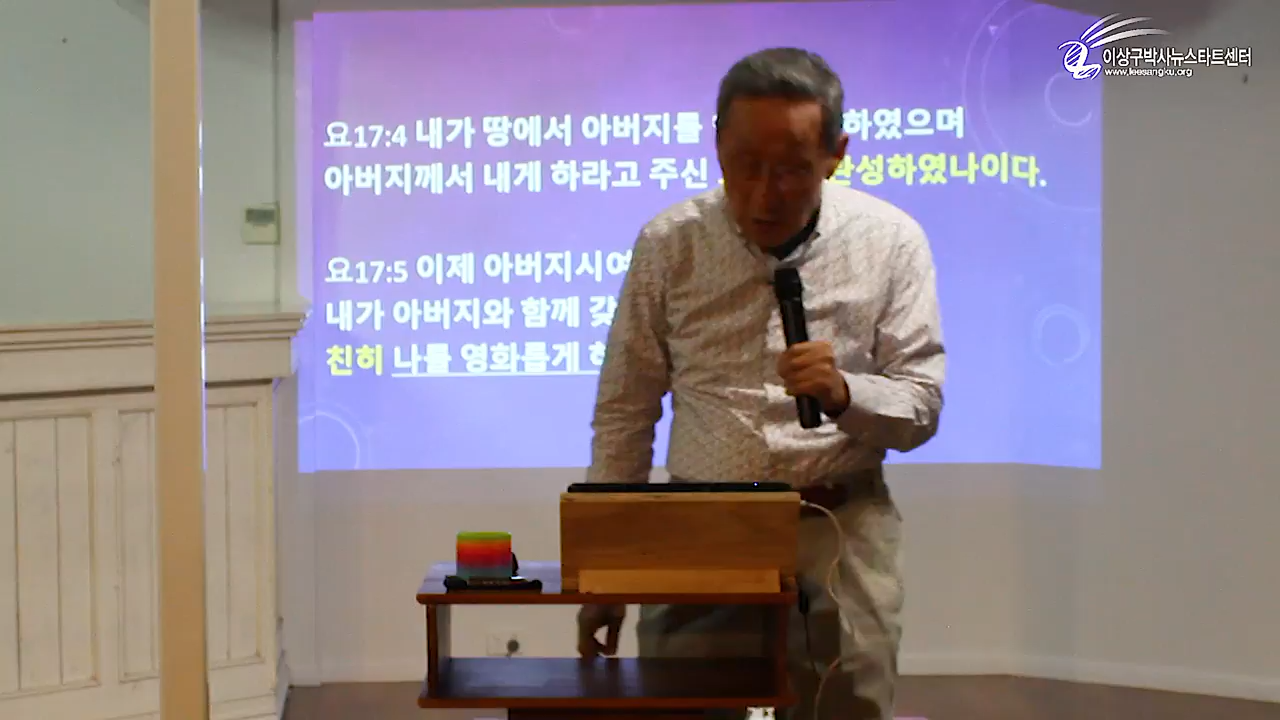 이상구박사뉴스타트센터
www.leesangku.org
요17:4 내가 땅에서 아버지를 하였으며
아버지께서 내게 하라고 주신 완성하였나이다.
요17:5 이제 아버지시여
내가 아버지와 함께 갖
친히 나를 영화롭게